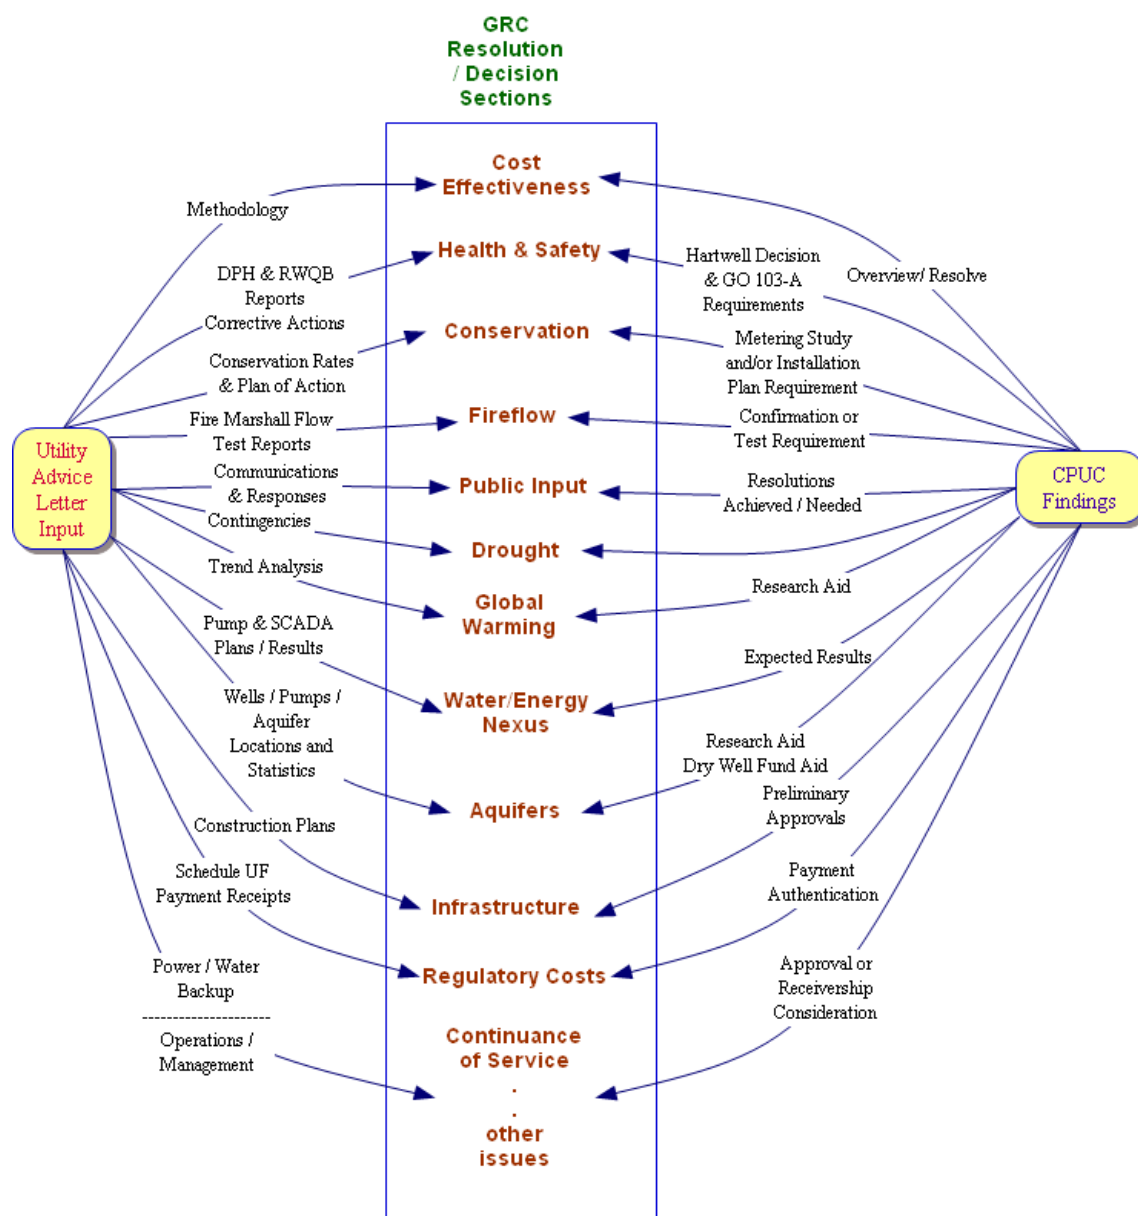 GRC
Resolution
/ Decision
Sections
Cost
Effectiveness
Methodology
Health & Safety
Hartwell Decision
& GO 103-A
Requirements
Overview/ Resolve
DPH & RWQB
Reports
Corrective Actions
Conservation
Metering Study
and/or Installation
Plan Requirement
Conservation Rates
& Plan of Action
Fireflow
Fire Marshall Flow
Test Reports
Confirmation or
Test Requirement
Utility
Advice
Letter
Input
CPUC
Findings
Communications
& Responses
Public Input
Resolutions
Achieved / Needed
Contingencies
Drought
Trend Analysis
Global
Warming
Research Aid
Pump & SCADA
Plans / Results
Expected Results
Water/Energy
Nexus
Wells / Pumps /
Aquifer
Locations and
Statistics
Research Aid
Dry Well Fund Aid
Aquifers
Preliminary
Approvals
Construction Plans
Infrastructure
Schedule UF
Payment Receipts
Payment
Authentication
Regulatory Costs
Power / Water
Backup
---------------------
Operations /
Management
Approval or
Receivership
Consideration
Continuance
of Service
.
.
other
issues